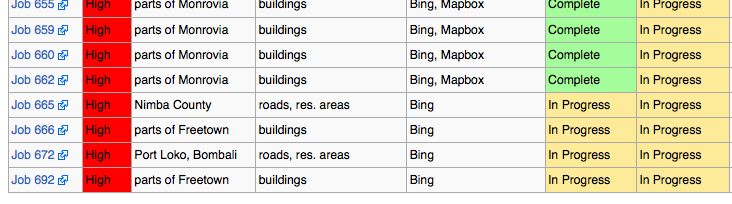 Job 655 High parts of Monrovia buildings Bing, Mapbox Complete In Progress
Job 659 High parts of Monrovia buildings Bing, Mapbox Complete In Progress
Job 660 High parts of Monrovia buildings Bing, Mapbox Complete In Progress
Job 662 High parts of Monrovia buildings Bing, Mapbox Complete In Progress
Job 665 High Nimba County roads, res. areas Bing In Progress In Progress
Job 666 High parts of Freetown buildings Bing In Progress In Progress
Job 672 High Port Loko, Bombali roads, res. areas Bing In Progress In Progress
Job 692 High parts of Freetown buildings Bing In Progress In Progress